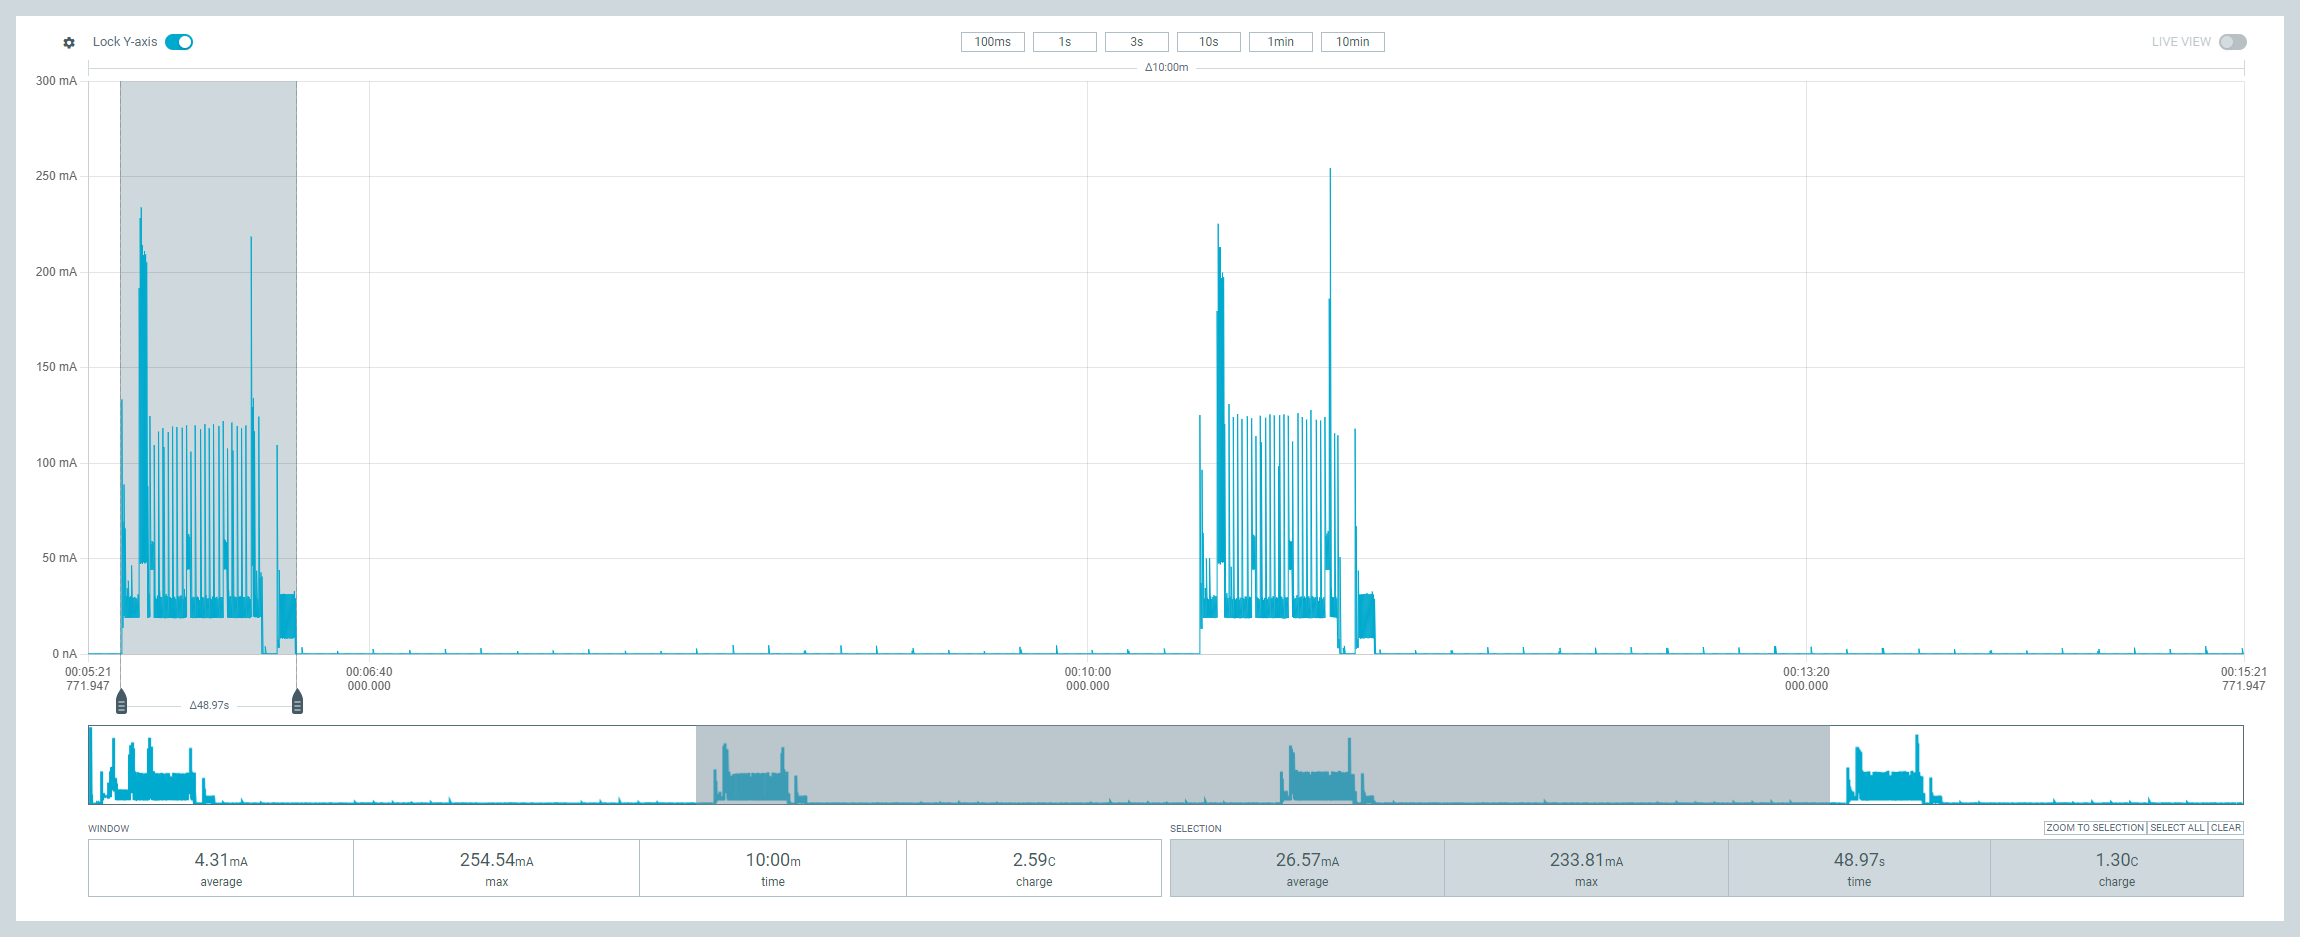 Lock Y-axis
100ms 1s 3s 10s 1min 10min
LIVE VIEW
Δ10:00m
300 mA
250 mA
200 mA
150 mA
100 mA
50 mA
0 nA
00:05:21 00:06:40 00:10:00 00:13:20 00:15:21
771.947 000.000 000.000 000.000 771.947
Δ48.97s
WINDOW
SELECTION
ZOOM TO SELECTION SELECT ALL CLEAR
4.31mA 254.54mA 10:00m 2.59C
average max time charge
26.57mA 233.81mA 48.97s 1.30C
average max time charge